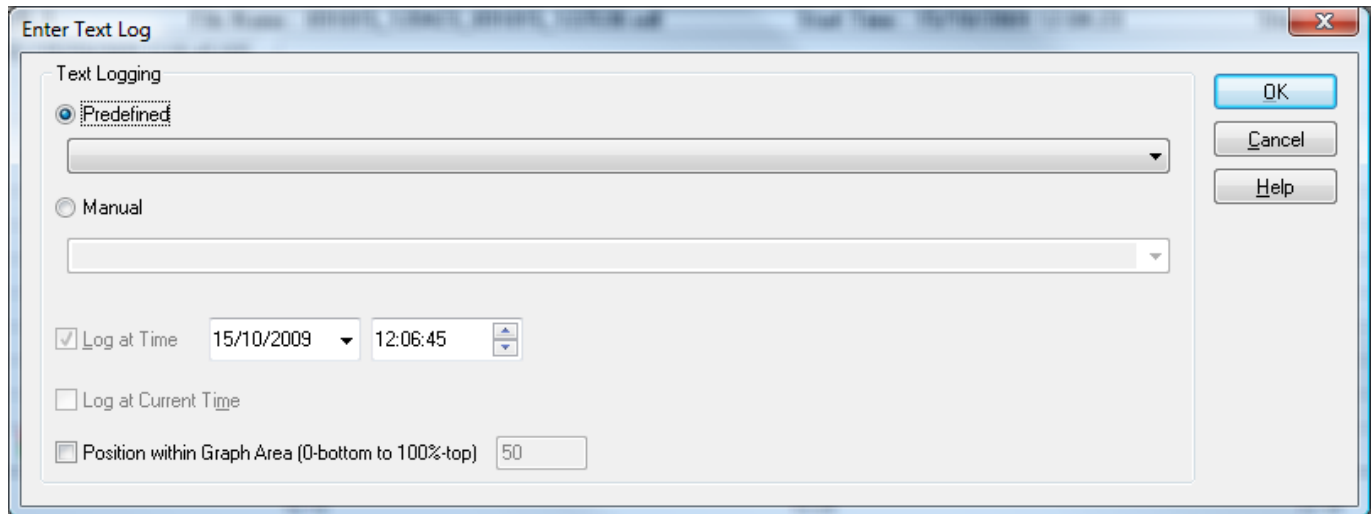 Enter Text Log
Text Logging
Predefined
Manual
Log at Time 15/10/2009 12:06:45
Log at Current Time
Position within Graph Area (0-bottom to 100%-top) 50
OK
Cancel
Help